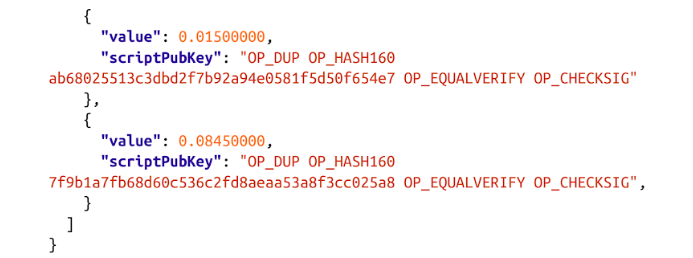 {
"value": 0.01500000,
"scriptPubKey": "OP_DUP OP_HASH160
ab68025513c3dbd2f7b92a94e0581f5d50f654e7 OP_EQUALVERIFY OP_CHECKSIG"
},
{
"value": 0.08450000,
"scriptPubKey": "OP_DUP OP_HASH160
7f9b1a7fb68d60c536c2fd8aeaa53a8f3cc025a8 OP_EQUALVERIFY OP_CHECKSIG",
}
]
}